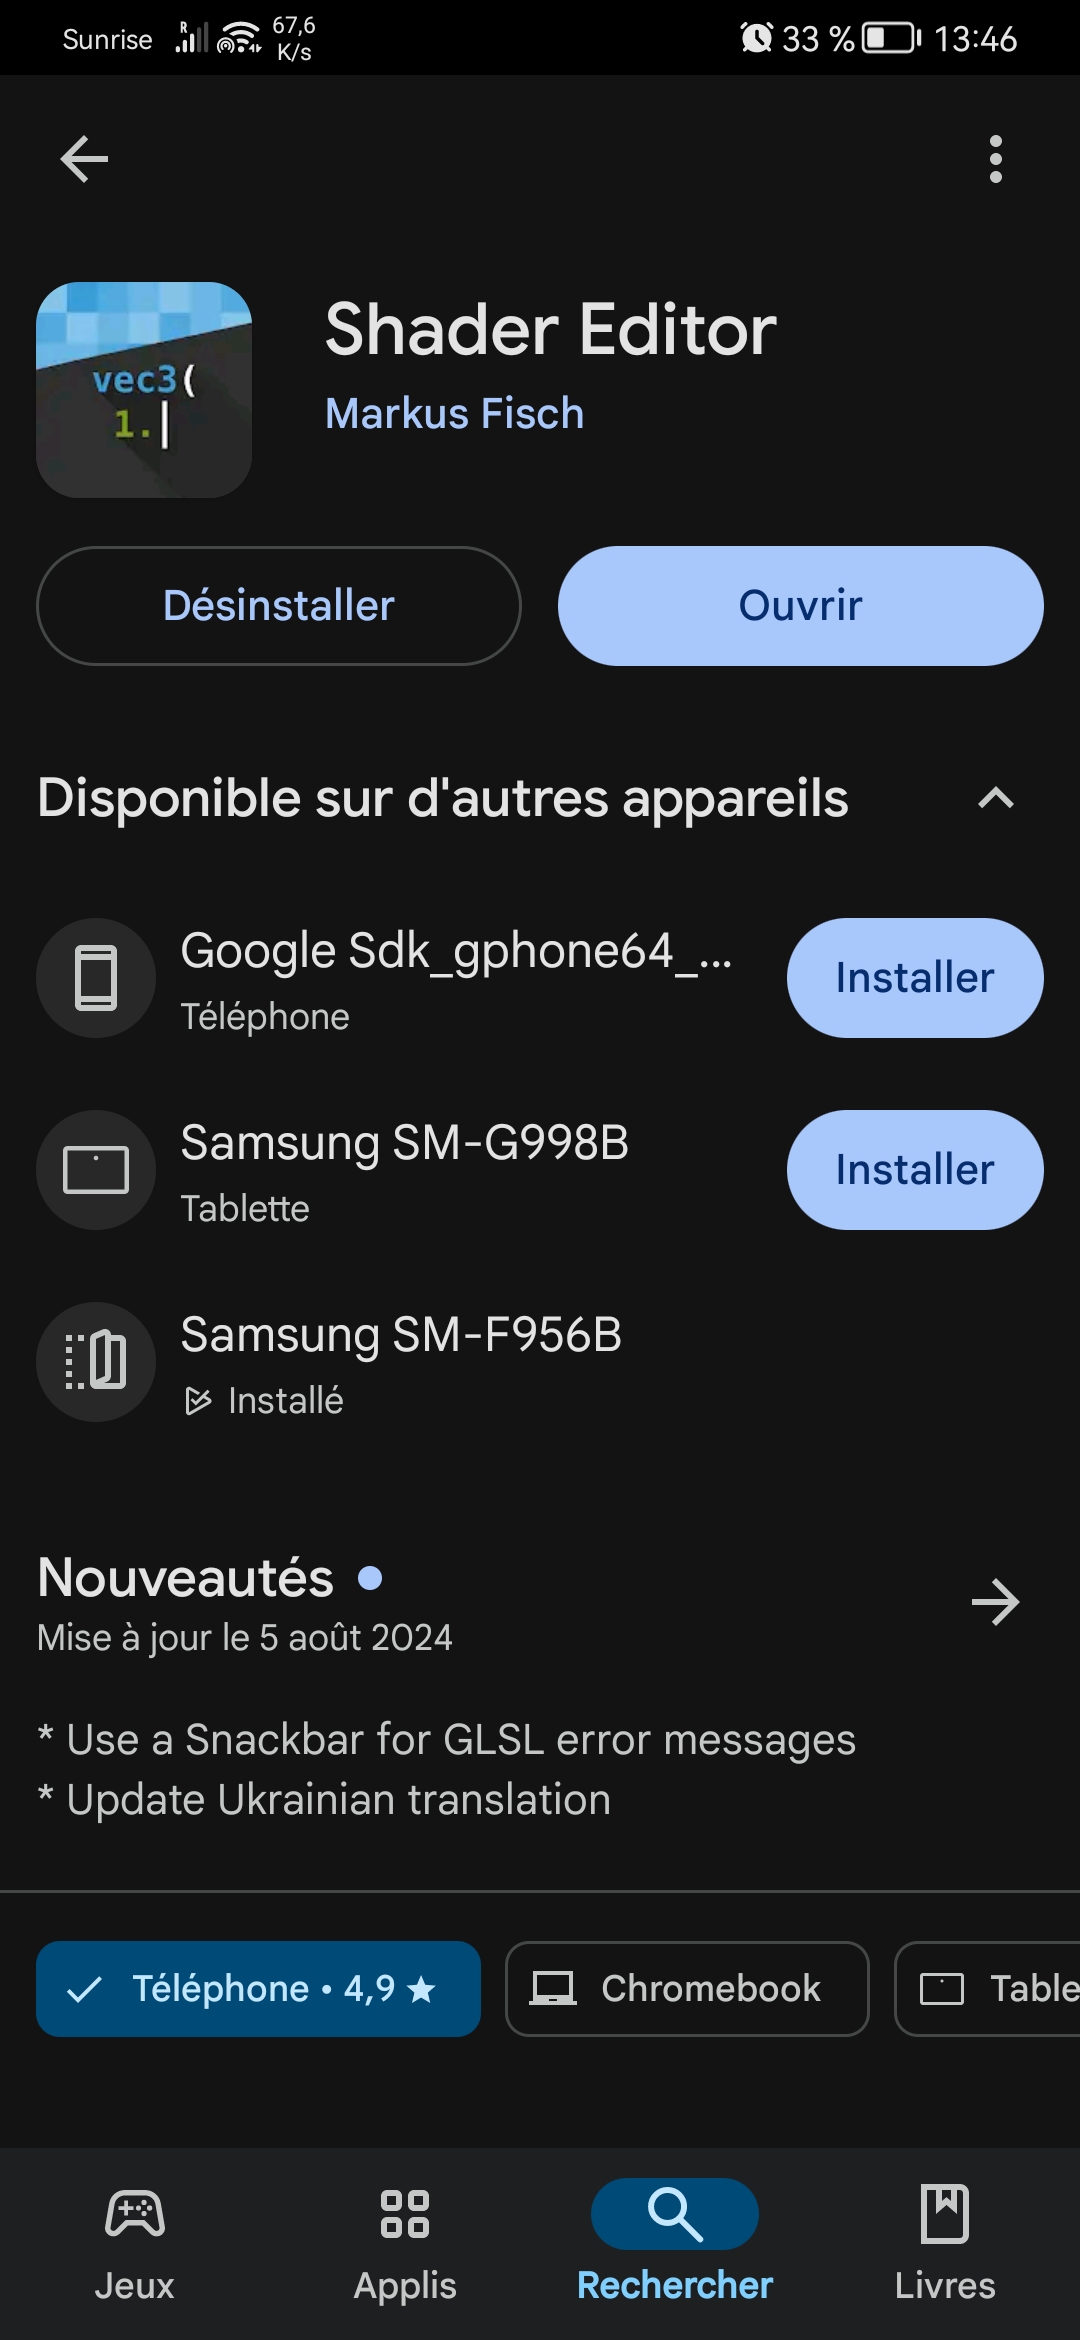 Sunrise R 67,6 K/s 33 % 13:46
vec3(
1.
Shader Editor
Markus Fisch
Désinstaller
Ouvrir
Disponible sur d'autres appareils
Google Sdk_gphone64_...
Téléphone
Installer
Samsung SM-G998B
Tablette
Installer
Samsung SM-F956B
Installé
Nouveautés
Mise à jour le 5 août 2024
* Use a Snackbar for GLSL error messages
* Update Ukrainian translation
Téléphone • 4,9 ★ Chromebook Table
Jeux Applis Rechercher Livres